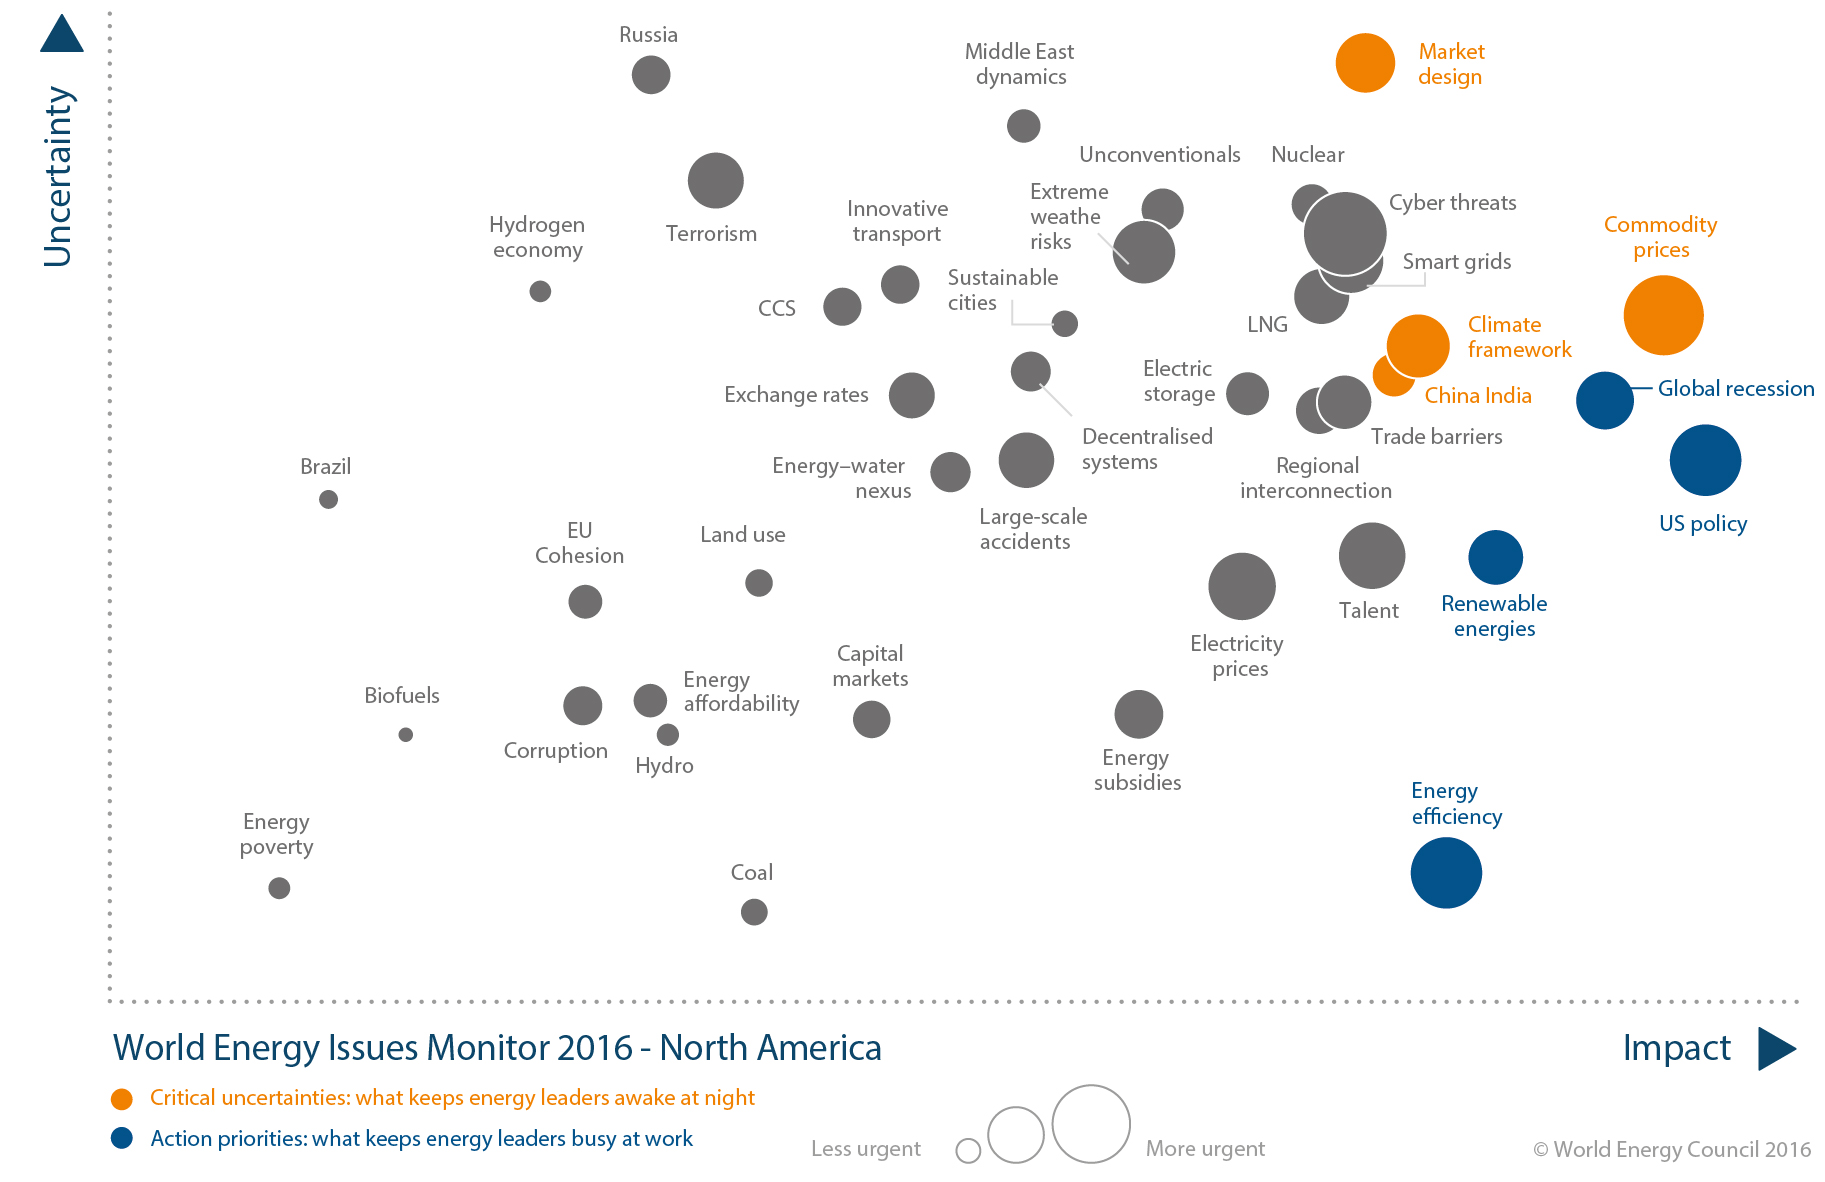 Uncertainty
Russia
Middle East
dynamics
Market
design
Unconventionals
Nuclear
Extreme
weathe
risks
Cyber threats
Terrorism
Innovative
transport
Hydrogen
economy
Commodity
prices
Smart grids
Sustainable
cities
CCS
LNG
Climate
framework
Electric
storage
Exchange rates
China India
Global recession
Decentralised
systems
Trade barriers
Energy–water
nexus
Regional
interconnection
Brazil
Large-scale
accidents
US policy
EU
Cohesion
Land use
Talent
Renewable
energies
Electricity
prices
Capital
markets
Energy
affordability
Biofuels
Corruption
Hydro
Energy
subsidies
Energy
efficiency
Energy
poverty
Coal
World Energy Issues Monitor 2016 - North America
Impact
Critical uncertainties: what keeps energy leaders awake at night
Action priorities: what keeps energy leaders busy at work
Less urgent
More urgent
© World Energy Council 2016